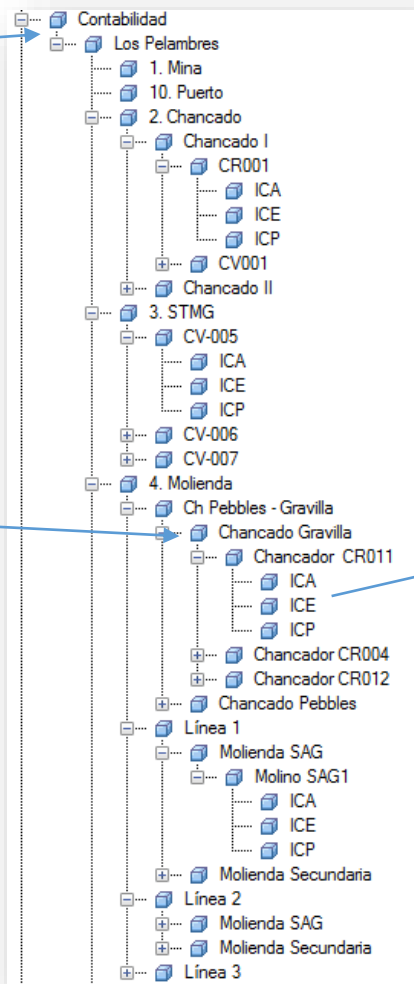 Contabilidad
Los Pelambres
1. Mina
10. Puerto
2. Chancado
Chancado I
CR001
ICA
ICE
ICP
CV001
Chancado II
3. STMG
CV-005
ICA
ICE
ICP
CV-006
CV-007
4. Molienda
Ch Pebbles - Gravilla
Chancado Gravilla
Chancador CR011
ICA
ICE
ICP
Chancador CR004
Chancador CR012
Chancado Pebbles
Línea 1
Molienda SAG
Molino SAG1
ICA
ICE
ICP
Molienda Secundaria
Línea 2
Molienda SAG
Molienda Secundaria
Línea 3